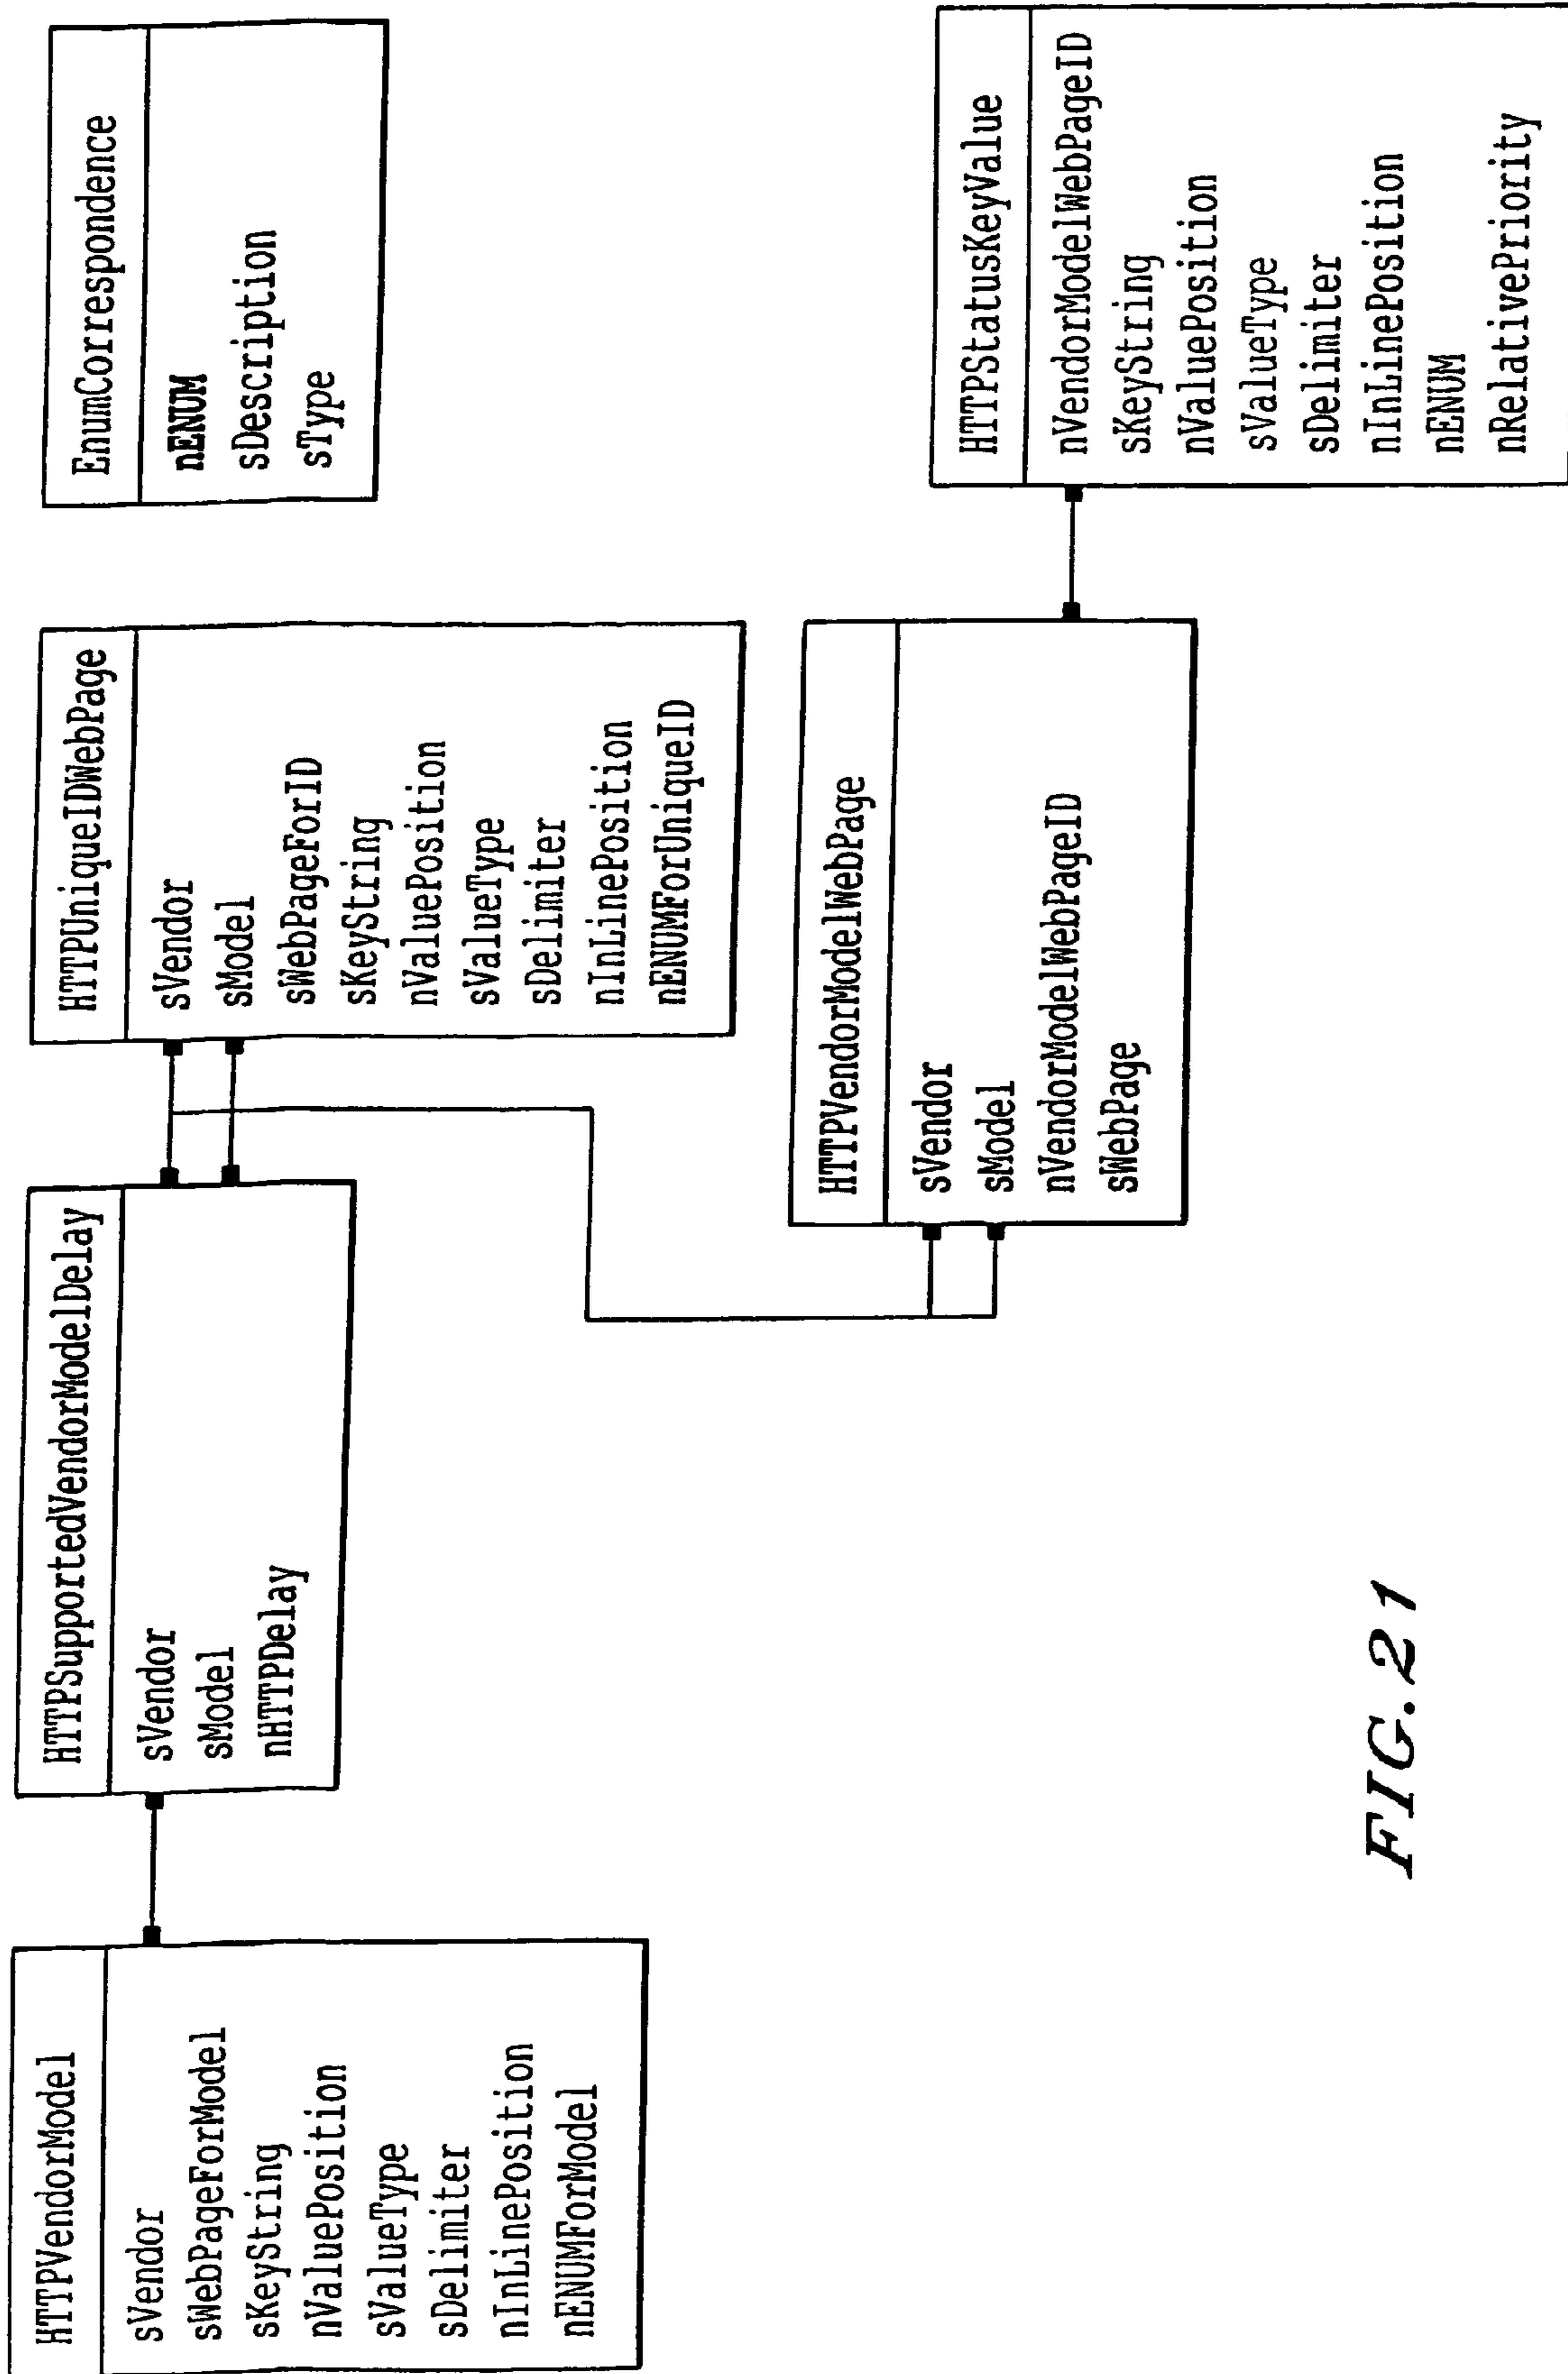 HTTPVendorModel
sVendor
sWebPageForModel
sKeyString
nValuePosition
sValueType
sDelimiter
nInLinePosition
nENUMForModel
HTTPSupportedVendorModelDelay
sVendor
sModel
nHTTPDelay
HTTPUniqueIDWebPage
sVendor
sModel
sWebPageForID
sKeyString
nValuePosition
sValueType
sDelimiter
nInLinePosition
nENUMForUniqueID
EnumCorrespondence
nENUM
sDescription
sType
HTTPVendorModelWebPage
sVendor
sModel
nVendorModelWebPageID
sWebPage
HTTPStatusKeyValue
nVendorModelWebPageID
sKeyString
nValuePosition
sValueType
sDelimiter
nInLinePosition
nENUM
nRelativePriority
FIG.21